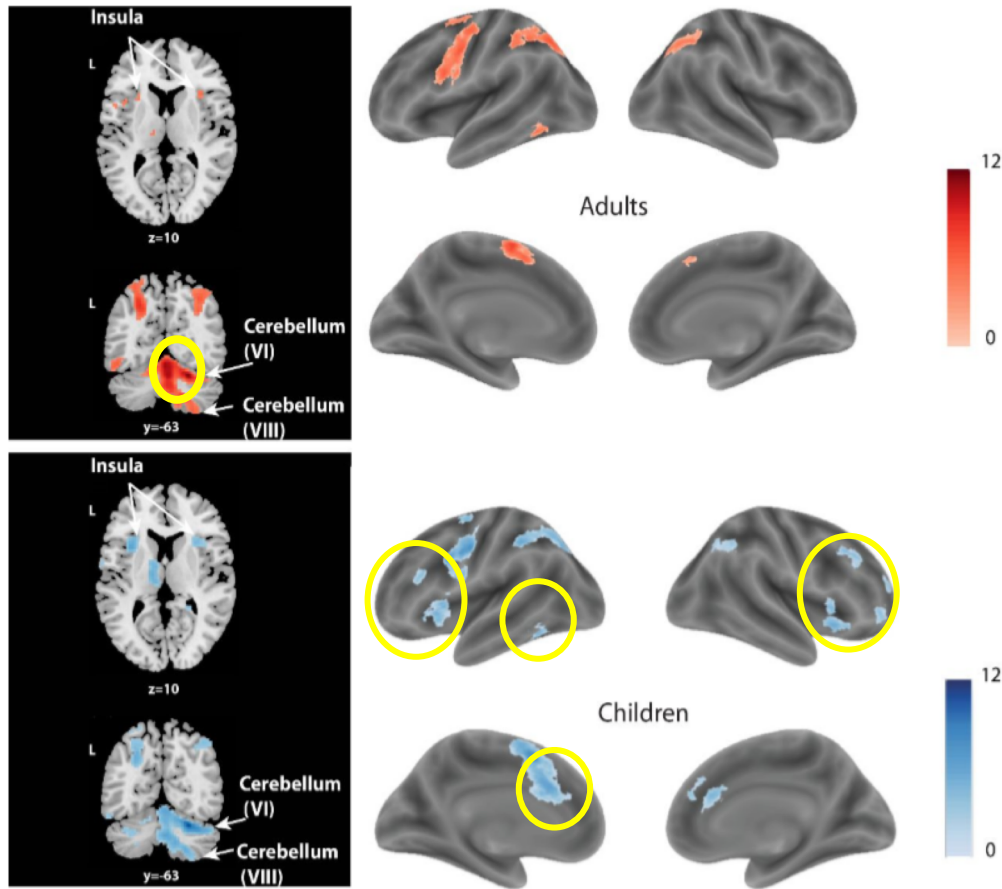 Insula
L
z=10
L
Cerebellum
(VI)
Cerebellum
(VIII)
y=-63
Adults
12
0
Insula
L
z=10
L
Cerebellum
(VI)
Cerebellum
(VIII)
y=-63
Children
12
0